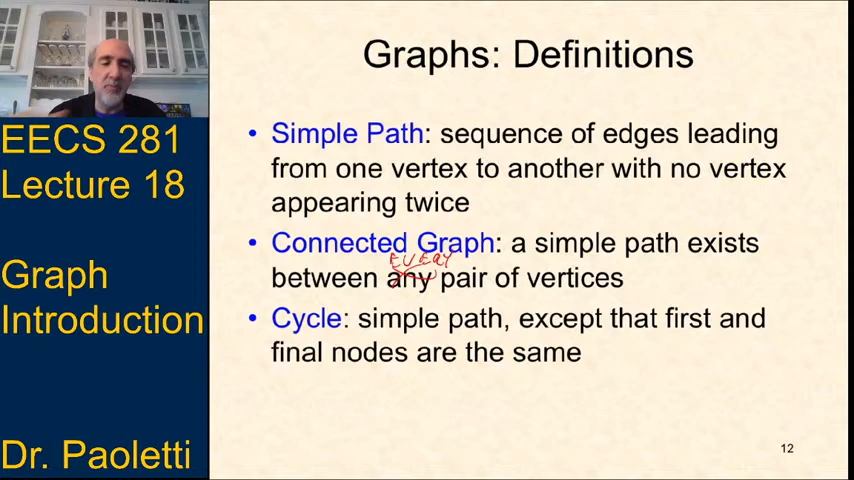 Graphs: Definitions
EECS 281
Lecture 18
Graph
Introduction
Dr. Paoletti
• Simple Path: sequence of edges leading
from one vertex to another with no vertex
appearing twice
• Connected Graph: a simple path exists
EVERY
between any pair of vertices
• Cycle: simple path, except that first and
final nodes are the same
12